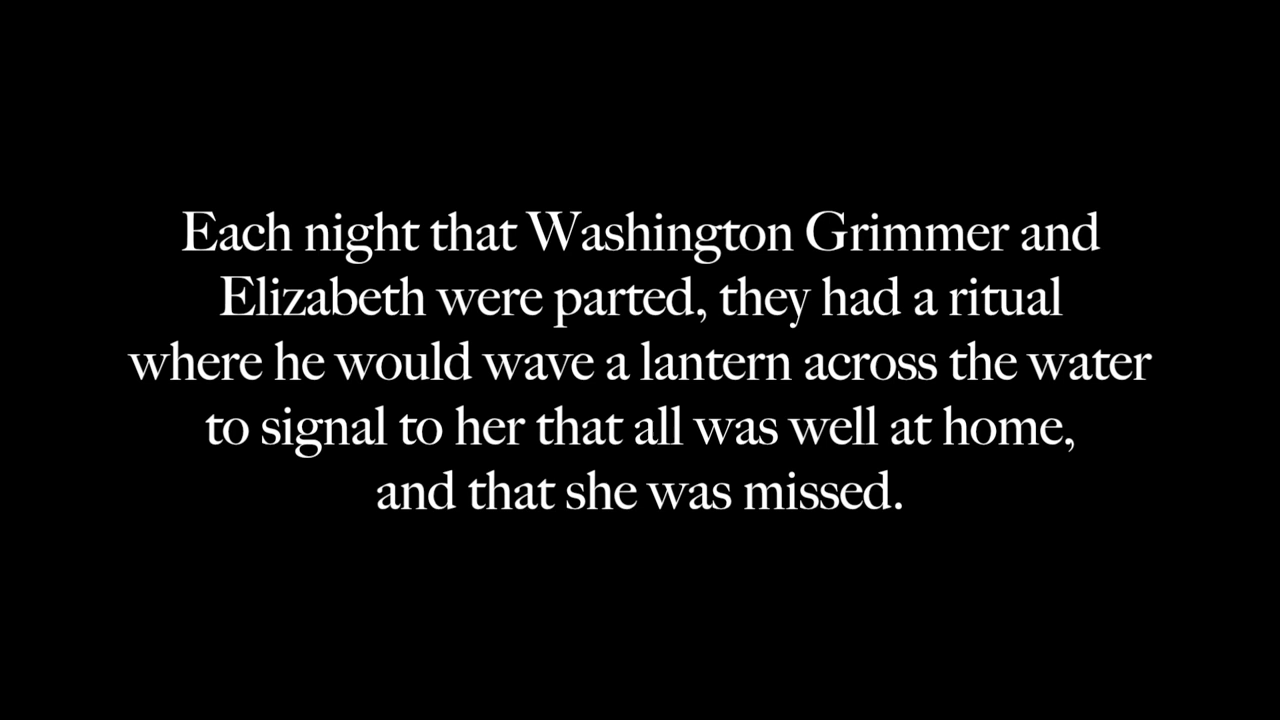 Each night that Washington Grimmer and
Elizabeth were parted, they had a ritual
where he would wave a lantern across the water
to signal to her that all was well at home,
and that she was missed.